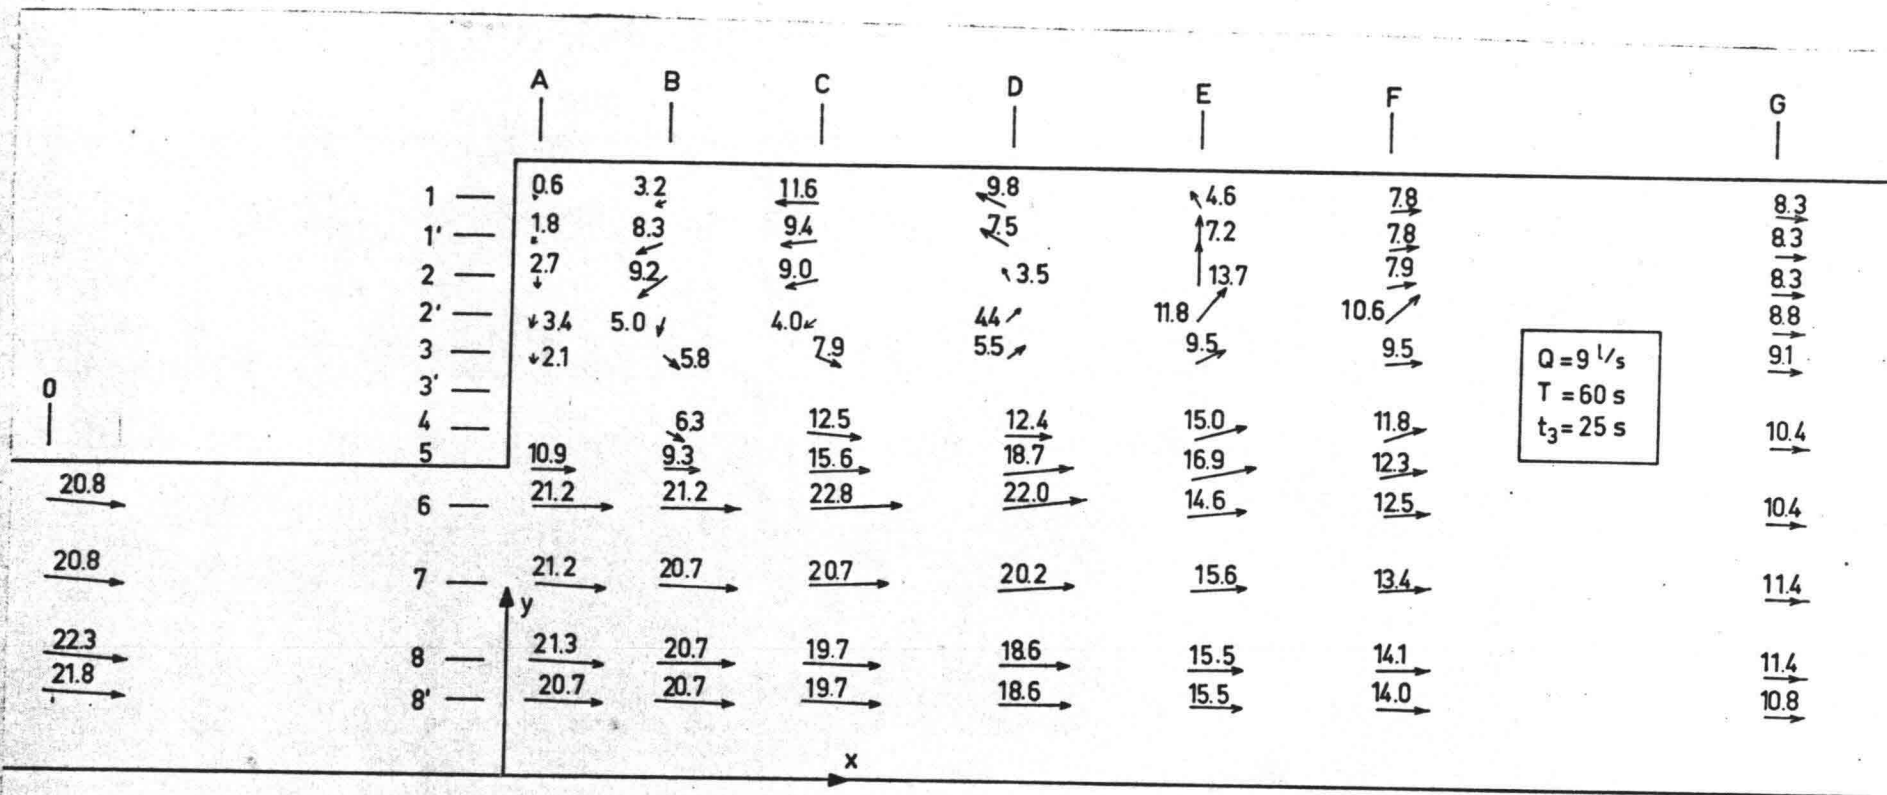 A B C D E F G
1 0.6 3.2 11.6 9.8 4.6 7.8 8.3
1' 1.8 8.3 9.4 7.5 7.2 7.8 8.3
2 2.7 9.2 9.0 3.5 13.7 7.9 8.3
2' 3.4 5.0 4.0 4.4 11.8 10.6 8.8
3 2.1 5.8 7.9 5.5 9.5 9.5 9.1
Q = 9 l/s
T = 60 s
t3 = 25 s
3'
0
4 6.3 12.5 12.4 15.0 11.8 10.4
5 10.9 9.3 15.6 18.7 16.9 12.3
20.8 6 21.2 21.2 22.8 22.0 14.6 12.5 10.4
20.8 7 21.2 20.7 20.7 20.2 15.6 13.4 11.4
y
22.3 8 21.3 20.7 19.7 18.6 15.5 14.1 11.4
21.8 8' 20.7 20.7 19.7 18.6 15.5 14.0 10.8
x